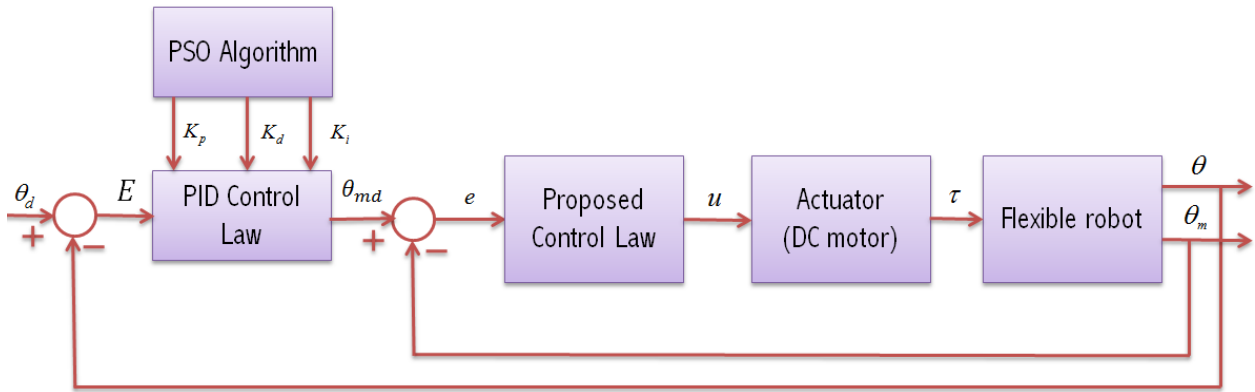 PSO Algorithm
K_p K_d K_i
θ_d + − E
PID Control
Law
θ_md + − e
Proposed
Control Law
u
Actuator
(DC motor)
τ
Flexible robot
θ
θ_m